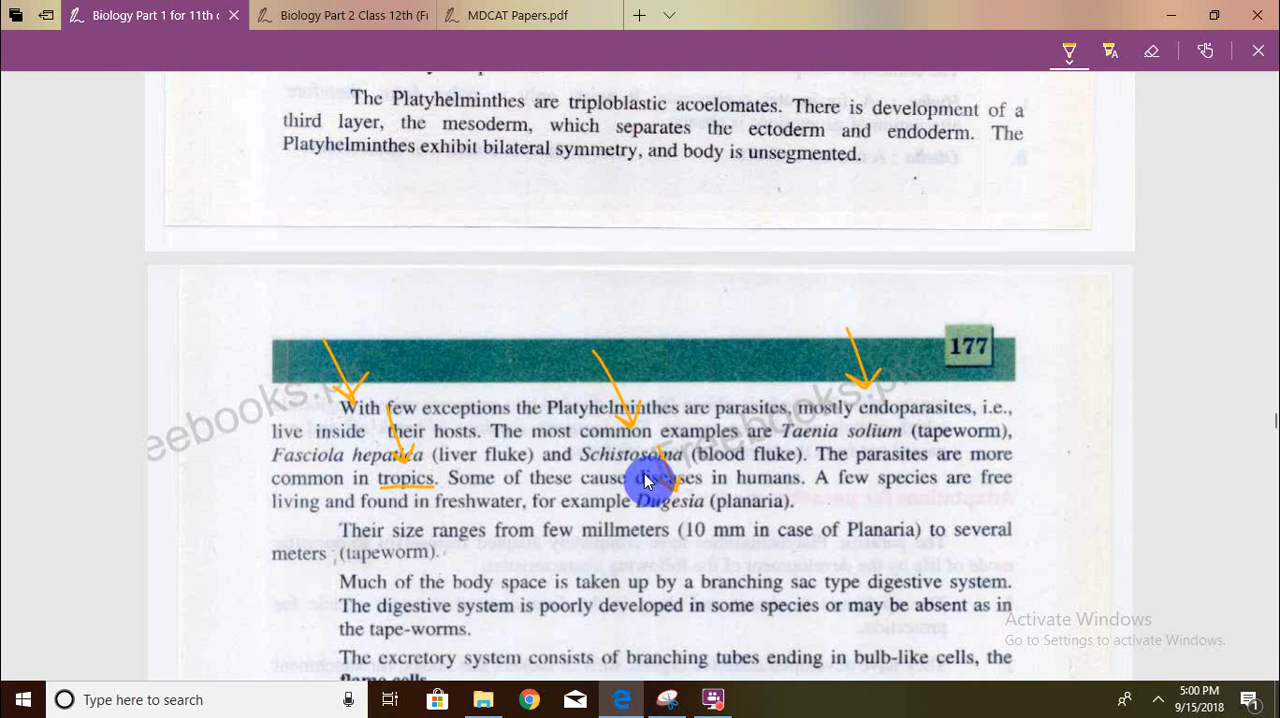 Biology Part 1 for 11th c
Biology Part 2 Class 12th (Fi
MDCAT Papers.pdf
The Platyhelminthes are triploblastic acoelomates. There is development of a
third layer, the mesoderm, which separates the ectoderm and endoderm. The
Platyhelminthes exhibit bilateral symmetry, and body is unsegmented.
177
With few exceptions the Platyhelminthes are parasites, mostly endoparasites, i.e.,
live inside their hosts. The most common examples are Taenia solium (tapeworm),
Fasciola hepatica (liver fluke) and Schistosoma (blood fluke). The parasites are more
common in tropics. Some of these cause diseases in humans. A few species are free
living and found in freshwater, for example Dugesia (planaria).
Their size ranges from few millmeters (10 mm in case of Planaria) to several
meters (tapeworm).
Much of the body space is taken up by a branching sac type digestive system.
The digestive system is poorly developed in some species or may be absent as in
the tape-worms.
The excretory system consists of branching tubes ending in bulb-like cells, the
flame cells
eebooks.pk
Freebooks.pk
Activate Windows
Go to Settings to activate Windows.
Type here to search
5:00 PM
9/15/2018
1